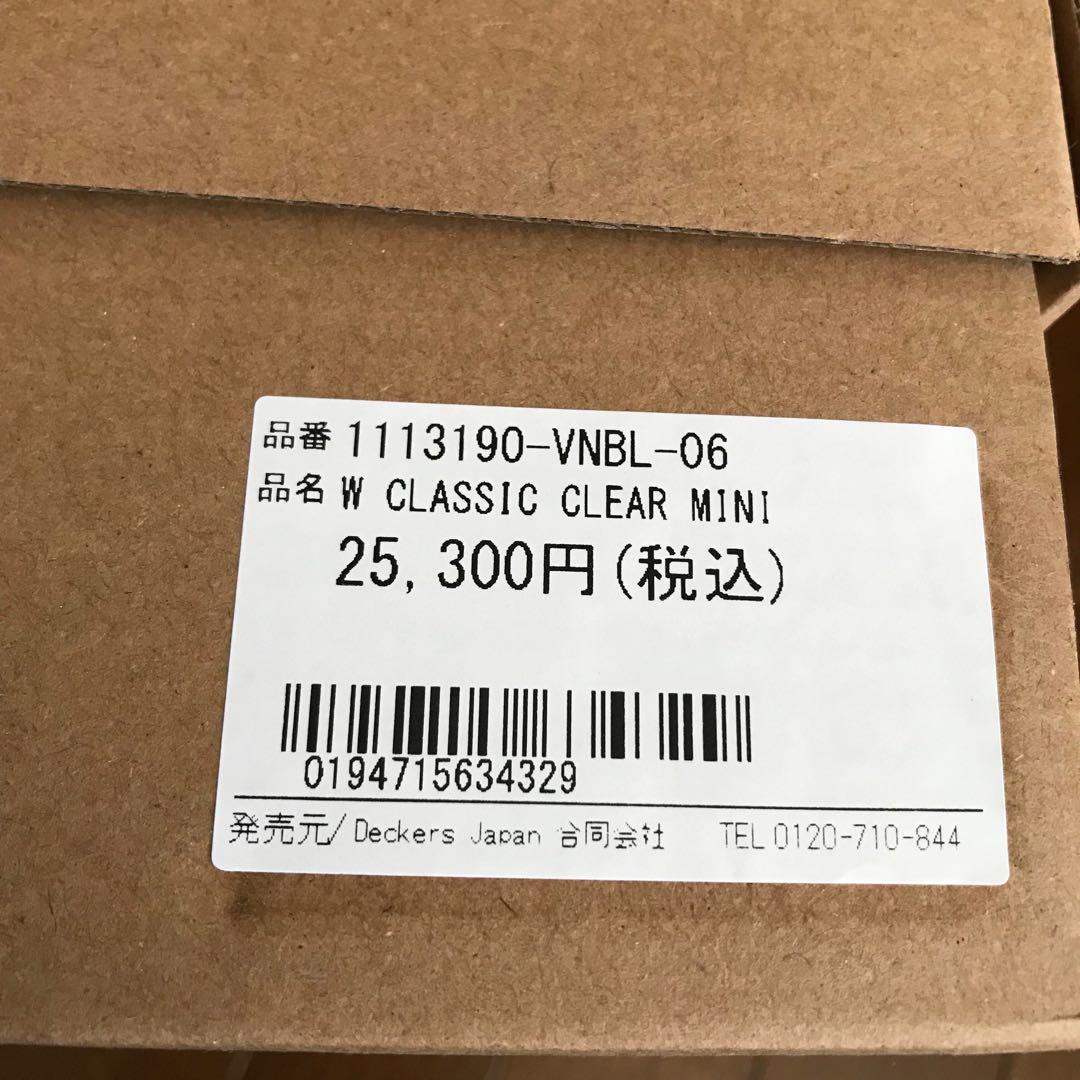 品番 1113190-VNBL-06
品名 W CLASSIC CLEAR MINI
25,300円(税込)
0194715634329
発売元/Deckers Japan 合同会社 TEL 0120-710-844